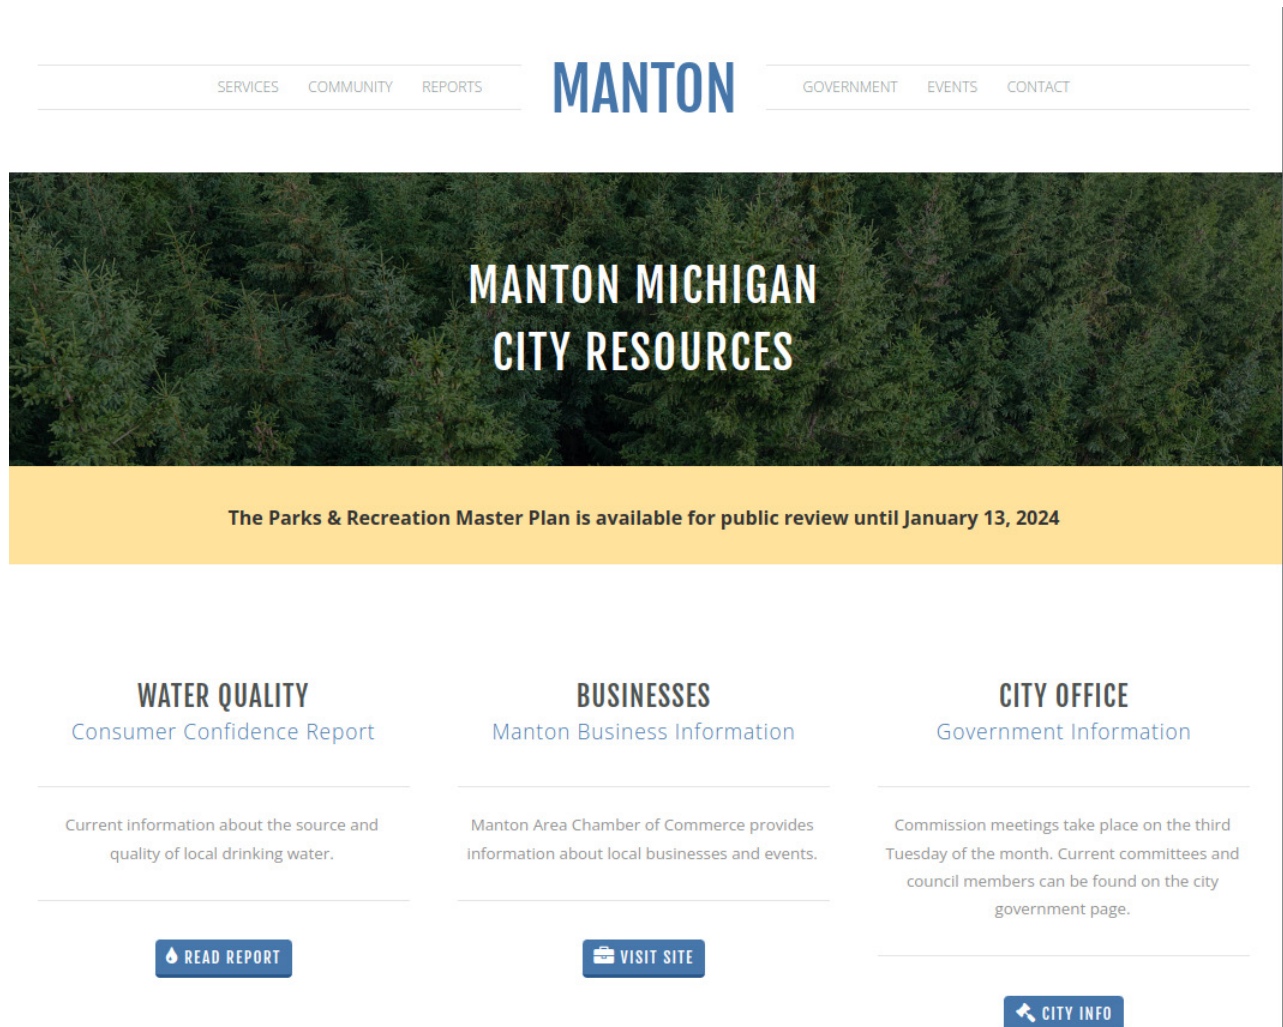 SERVICES COMMUNITY REPORTS MANTON GOVERNMENT EVENTS CONTACT
MANTON MICHIGAN
CITY RESOURCES
The Parks & Recreation Master Plan is available for public review until January 13, 2024
WATER QUALITY
Consumer Confidence Report
Current information about the source and
quality of local drinking water.
READ REPORT
BUSINESSES
Manton Business Information
Manton Area Chamber of Commerce provides
information about local businesses and events.
VISIT SITE
CITY OFFICE
Government Information
Commission meetings take place on the third
Tuesday of the month. Current committees and
council members can be found on the city
government page.
CITY INFO